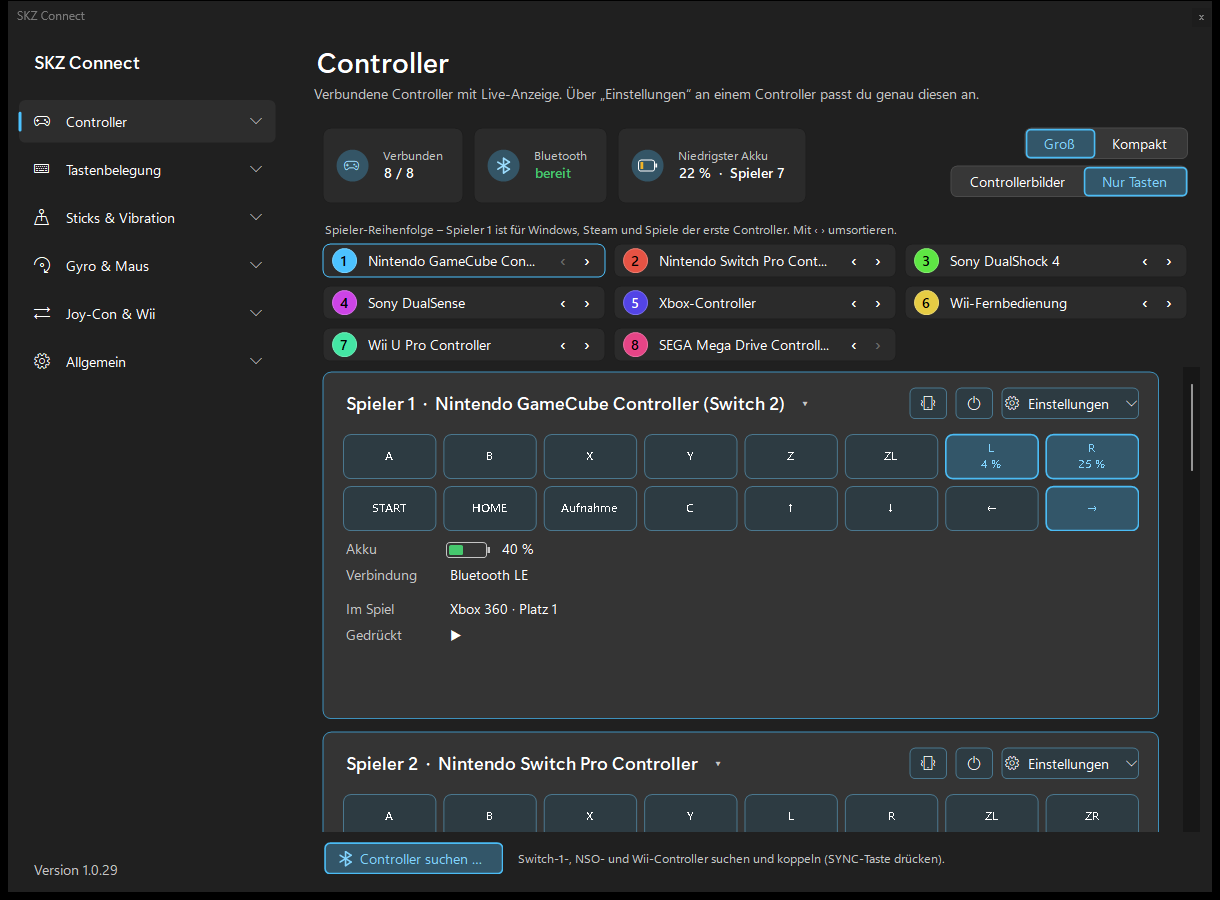 SKZ Connect
x
SKZ Connect
Controller
Tastenbelegung
Sticks & Vibration
Gyro & Maus
Joy-Con & Wii
Allgemein
Version 1.0.29
Controller
Verbundene Controller mit Live-Anzeige. Über „Einstellungen“ an einem Controller passt du genau diesen an.
Verbunden
8 / 8
Bluetooth
bereit
Niedrigster Akku
22 % · Spieler 7
Groß Kompakt
Controllerbilder Nur Tasten
Spieler-Reihenfolge – Spieler 1 ist für Windows, Steam und Spiele der erste Controller. Mit ‹ › umsortieren.
1 Nintendo GameCube Con... ‹ ›
2 Nintendo Switch Pro Cont... ‹ ›
3 Sony DualShock 4 ‹ ›
4 Sony DualSense ‹ ›
5 Xbox-Controller ‹ ›
6 Wii-Fernbedienung ‹ ›
7 Wii U Pro Controller ‹ ›
8 SEGA Mega Drive Controll... ‹ ›
Spieler 1 · Nintendo GameCube Controller (Switch 2) ▾
Einstellungen
A B X Y Z ZL
L
4 %
R
25 %
START HOME Aufnahme C ↑ ↓ ← →
Akku 40 %
Verbindung Bluetooth LE
Im Spiel Xbox 360 · Platz 1
Gedrückt ▶
Spieler 2 · Nintendo Switch Pro Controller ▾
Einstellungen
A B X Y L R ZL ZR
Controller suchen ...
Switch-1-, NSO- und Wii-Controller suchen und koppeln (SYNC-Taste drücken).